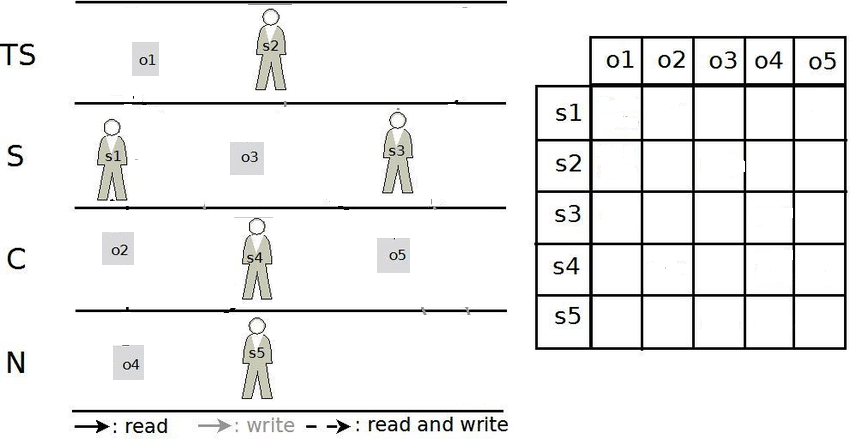 TS
o1
s2
S
s1
o3
s3
C
o2
s4
o5
N
o4
s5
: read : write : read and write
o1 o2 o3 o4 o5
s1
s2
s3
s4
s5